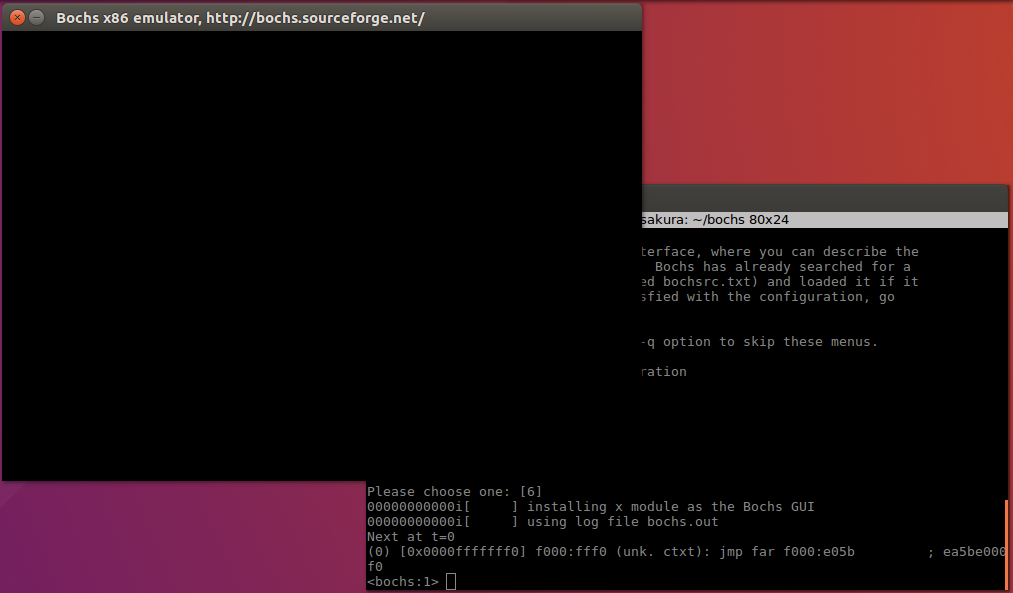 Bochs x86 emulator, http://bochs.sourceforge.net/
sakura: ~/bochs 80x24
terface, where you can describe the
Bochs has already searched for a
ed bochsrc.txt) and loaded it if it
sfied with the configuration, go
-q option to skip these menus.
ration
Please choose one: [6]
00000000000i[     ] installing x module as the Bochs GUI
00000000000i[     ] using log file bochs.out
Next at t=0
(0) [0x0000fffffff0] f000:fff0 (unk. ctxt): jmp far f000:e05b         ; ea5be000
f0
<bochs:1>